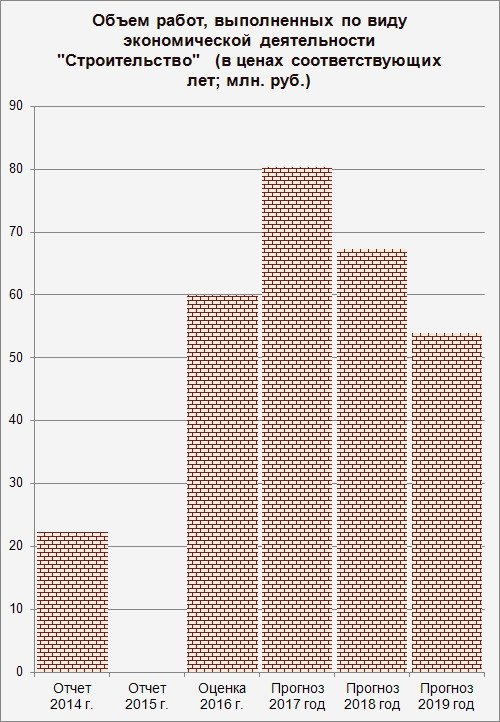 Объем работ, выполненных по виду
экономической деятельности
"Строительство" (в ценах соответствующих
лет; млн. руб.)
90
80
70
60
50
40
30
20
10
0
Отчет Отчет Оценка Прогноз Прогноз Прогноз
2014 г. 2015 г. 2016 г. 2017 год 2018 год 2019 год